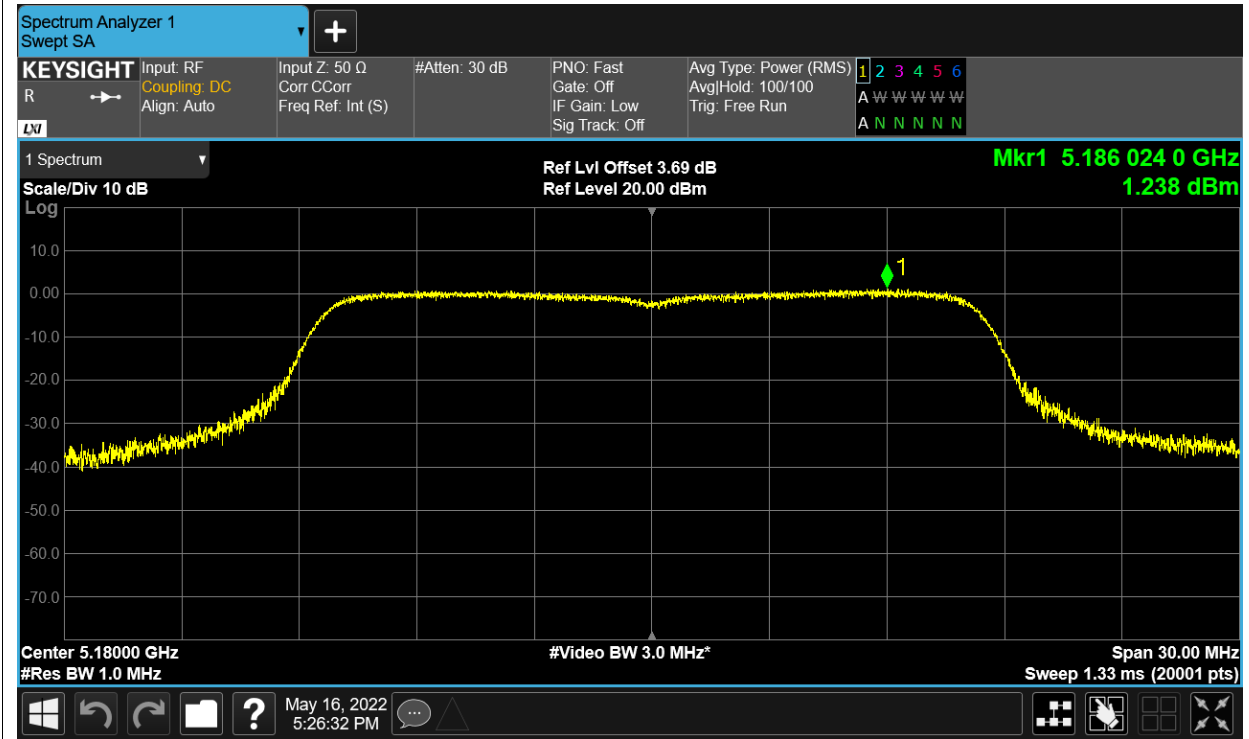 Spectrum Analyzer 1
Swept SA
+
KEYSIGHT
R
LXI
Input: RF
Coupling: DC
Align: Auto
Input Z: 50 Ω
Corr CCorr
Freq Ref: Int (S)
#Atten: 30 dB
PNO: Fast
Gate: Off
IF Gain: Low
Sig Track: Off
Avg Type: Power (RMS)
Avg|Hold: 100/100
Trig: Free Run
1 2 3 4 5 6
A W W W W W
A N N N N N
1 Spectrum
Scale/Div 10 dB
Log
Ref Lvl Offset 3.69 dB
Ref Level 20.00 dBm
Mkr1 5.186 024 0 GHz
1.238 dBm
10.0
0.00
-10.0
-20.0
-30.0
-40.0
-50.0
-60.0
-70.0
1
Center 5.18000 GHz
#Res BW 1.0 MHz
#Video BW 3.0 MHz*
Span 30.00 MHz
Sweep 1.33 ms (20001 pts)
?
May 16, 2022
5:26:32 PM